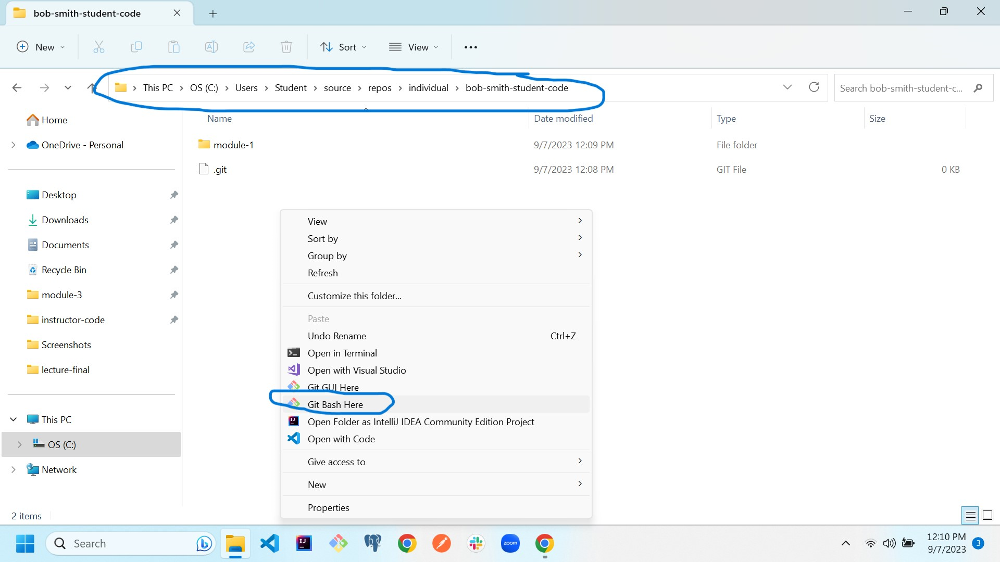 bob-smith-student-code
New
Sort
View
This PC > OS (C:) > Users > Student > source > repos > individual > bob-smith-student-code
Search bob-smith-student-c...
Name Date modified Type Size
Home
OneDrive - Personal
module-1 9/7/2023 12:09 PM File folder
.git 9/7/2023 12:08 PM GIT File 0 KB
Desktop
Downloads
Documents
Recycle Bin
module-3
instructor-code
Screenshots
lecture-final
This PC
OS (C:)
Network
View
Sort by
Group by
Refresh
Customize this folder...
Paste
Undo Rename Ctrl+Z
Open in Terminal
Open with Visual Studio
Git GUI Here
Git Bash Here
Open Folder as IntelliJ IDEA Community Edition Project
Open with Code
Give access to
New
Properties
2 items
Search
IJ
zoom
12:10 PM
9/7/2023
3